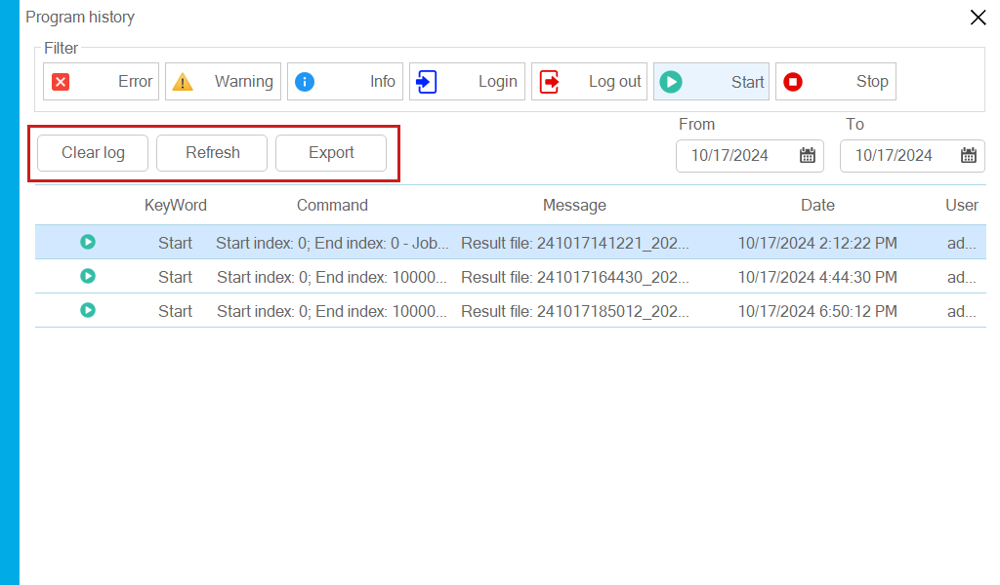 Program history
Filter
Error Warning Info Login Log out Start Stop
From To
Clear log Refresh Export 10/17/2024 10/17/2024
KeyWord Command Message Date User
Start Start index: 0; End index: 0 - Job... Result file: 241017141221_202... 10/17/2024 2:12:22 PM ad...
Start Start index: 0; End index: 10000... Result file: 241017164430_202... 10/17/2024 4:44:30 PM ad...
Start Start index: 0; End index: 10000... Result file: 241017185012_202... 10/17/2024 6:50:12 PM ad...